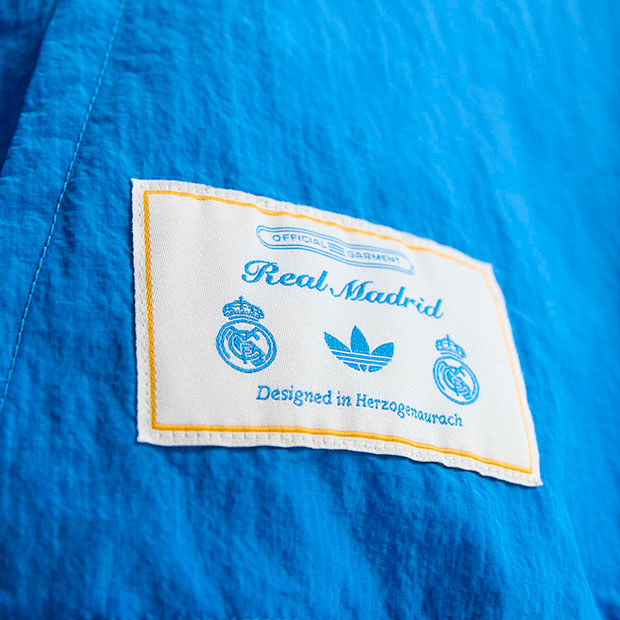 OFFICIAL GARMENT
Real Madrid
Designed in Herzogenaurach